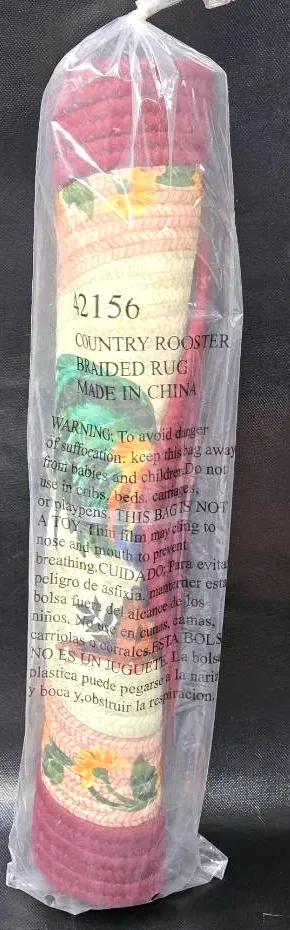 42156
COUNTRY ROOSTER
BRAIDED RUG
MADE IN CHINA
WARNING: To avoid danger
of suffocation. keep this bag away
from babies and children.Do not
use in cribs, beds, carriages,
or playpens. THIS BAG IS NOT
A TOY Thin film may cling to
nose and mouth to prevent
breathing.CUIDADO: Para evita
peligro de asfixia. manterner esta
bolsa fuera del alcance de los
niños. No use en cunas, camas,
carriolas o corrales.ESTA BOLS
NO ES UN JUGUETE. La bolsa
plastica puede pegarse a la nariz
y boca y,obstruir la respiracion.